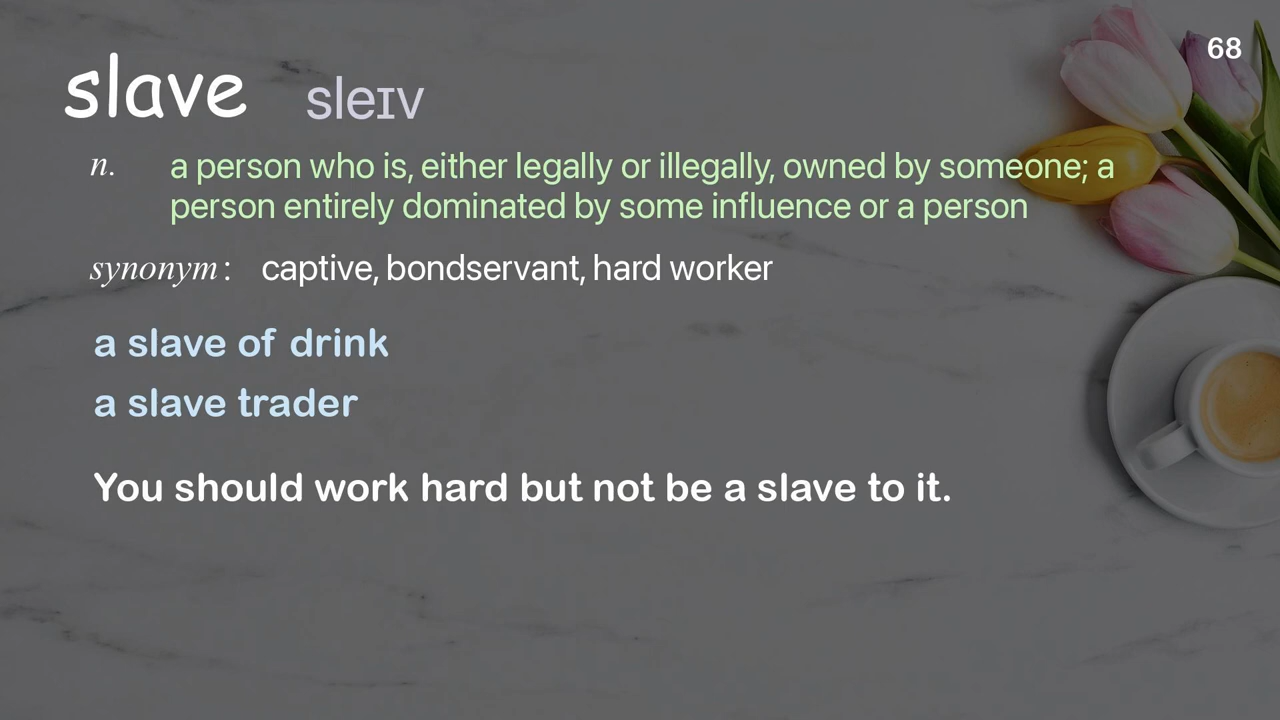 68
slave sleɪv
n. a person who is, either legally or illegally, owned by someone; a
person entirely dominated by some influence or a person
synonym: captive, bondservant, hard worker
a slave of drink
a slave trader
You should work hard but not be a slave to it.